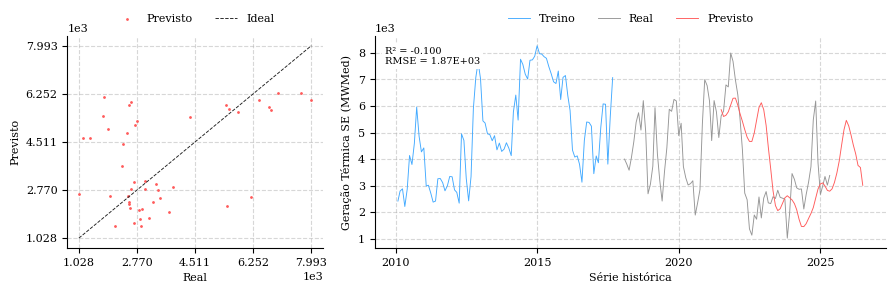 Previsto Ideal
1e3
7.993
6.252
4.511
2.770
1.028
Previsto
1.028 2.770 4.511 6.252 7.993
1e3
Real
Treino Real Previsto
1e3
R² = -0.100
RMSE = 1.87E+03
8
7
6
5
4
3
2
1
Geração Térmica SE (MWMed)
2010 2015 2020 2025
Série histórica